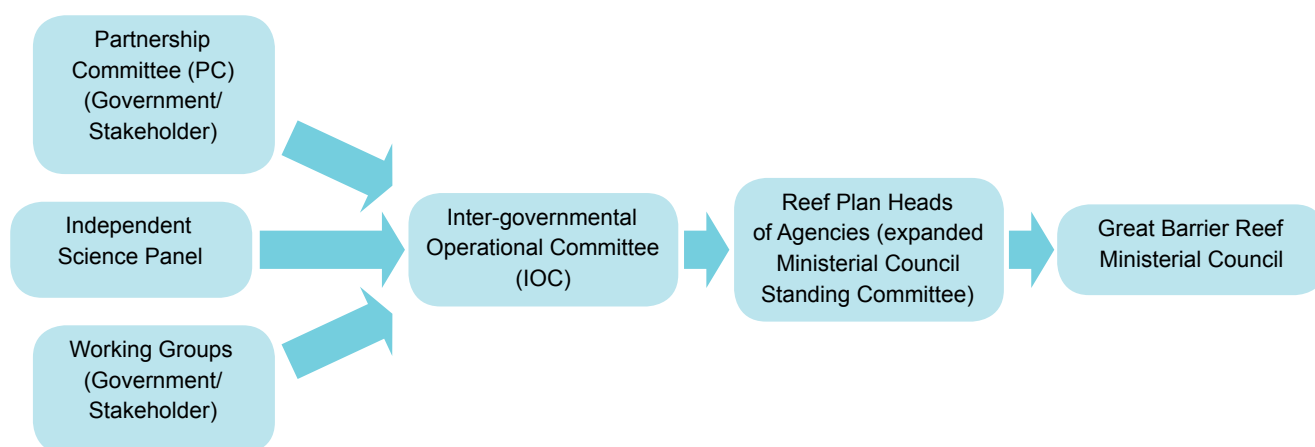 Partnership
Committee (PC)
(Government/
Stakeholder)
Independent
Science Panel
Working Groups
(Government/
Stakeholder)
Inter-governmental
Operational Committee
(IOC)
Reef Plan Heads
of Agencies (expanded
Ministerial Council
Standing Committee)
Great Barrier Reef
Ministerial Council